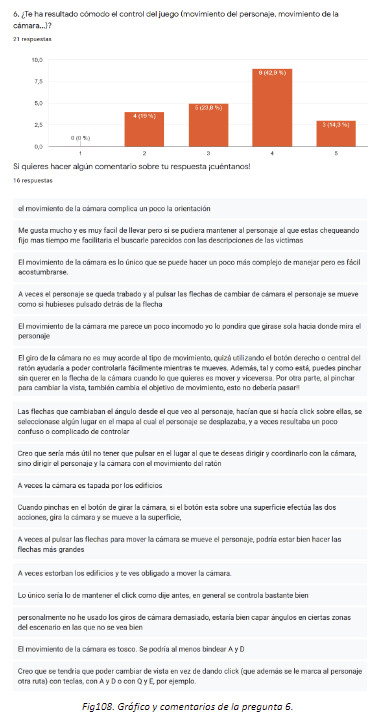 6. ¿Te ha resultado cómodo el control del juego (movimiento del personaje, movimiento de la
cámara...)?
21 respuestas
10,0
7,5
5,0
2,5
0,0
0 (0 %)
4 (19 %)
5 (23,8 %)
9 (42,9 %)
3 (14,3 %)
1
2
3
4
5
Si quieres hacer algún comentario sobre tu respuesta ¡cuéntanos!
16 respuestas
el movimiento de la cámara complica un poco la orientación
Me gusta mucho y es muy facil de llevar pero si se pudiera mantener al personaje al que estas chequeando
fijo mas tiempo me facilitaria el buscarle parecidos con las descripciones de las victimas
El movimiento de la cámara es lo único que se puede hacer un poco más complejo de manejar pero es fácil
acostumbrarse.
A veces el personaje se queda trabado y al pulsar las flechas de cambiar de cámara el personaje se mueve
como si hubieses pulsado detrás de la flecha
El movimiento de la cámara me parece un poco incomodo yo lo pondira que girase sola hacia donde mira el
personaje
El giro de la cámara no es muy acorde al tipo de movimiento, quizá utilizando el botón derecho o central del
ratón ayudaría a poder controlarla fácilmente mientras te mueves. Además, tal y como está, puedes pinchar
sin querer en la flecha de la cámara cuando lo que quieres es mover y viceversa. Por otra parte, al pinchar
para cambiar la vista, también cambia el objetivo de movimiento, esto no debería pasar!!
Las flechas que cambiaban el ángulo desde el que veo al personaje, hacían que si hacía click sobre ellas, se
seleccionase algún lugar en el mapa al cual el personaje se desplazaba, y a veces resultaba un poco
confuso o complicado de controlar
Creo que sería más útil no tener que pulsar en el lugar al que te deseas dirigir y coordinarlo con la cámara,
sino dirigir el personaje y la cámara con el movimiento del ratón
A veces la cámara es tapada por los edificios
Cuando pinchas en el botón de girar la cámara, si el botón esta sobre una superficie efectúa las dos
acciones, gira la cámara y se mueve a la superficie,
A veces al pulsar las flechas para mover la cámara se mueve el personaje, podría estar bien hacer las
flechas más grandes
A veces estorban los edificios y te ves obligado a mover la cámara.
Lo único sería lo de mantener el click como dije antes, en general se controla bastante bien
personalmente no he usado los giros de cámara demasiado, estaría bien capar ángulos en ciertas zonas
del escenario en las que no se vea bien
El movimiento de la cámara es tosco. Se podría al menos bindear A y D
Creo que se tendría que poder cambiar de vista en vez de dando click (que además se le marca al personaje
otra ruta) con teclas, con A y D o con Q y E, por ejemplo.
Fig108. Gráfico y comentarios de la pregunta 6.